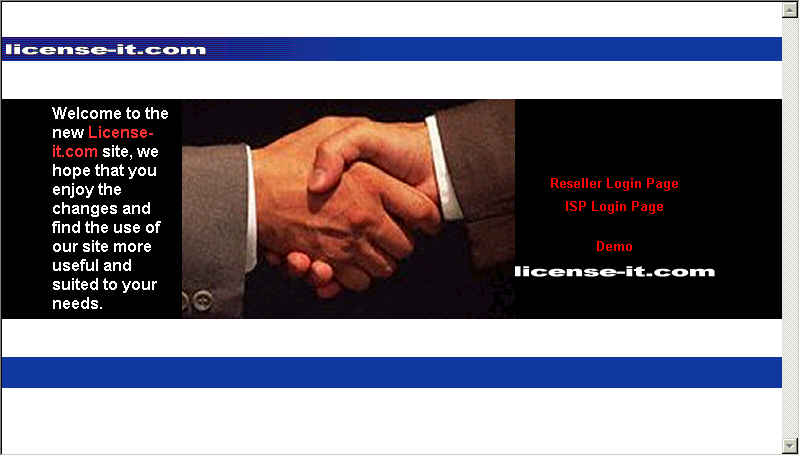 license-it.com
Welcome to the
new License-
it.com site, we
hope that you
enjoy the
changes and
find the use of
our site more
useful and
suited to your
needs.
Reseller Login Page
ISP Login Page
Demo
license-it.com